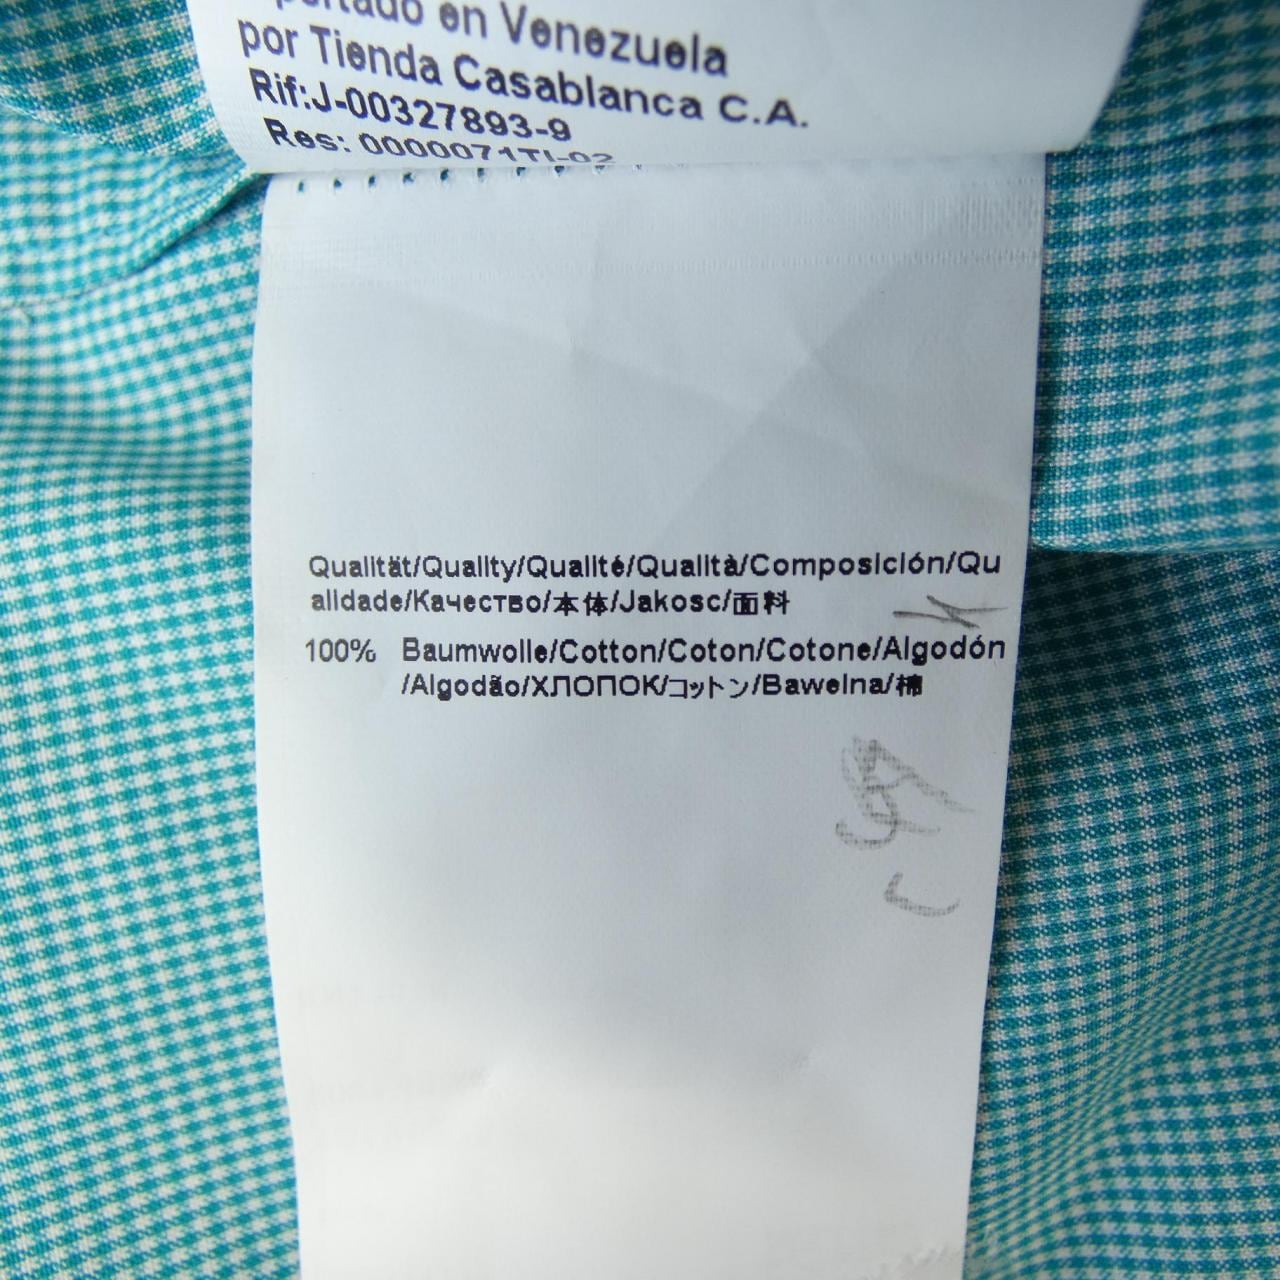 en Venezuela
por Tienda Casablanca C.A.
Rif:J-00327893-9
Res: 0000071TI-02
Qualität/Quality/Qualité/Qualità/Composición/Qu
alidade/Качество/本体/Jakosc/面料
100% Baumwolle/Cotton/Coton/Cotone/Algodón
/Algodão/ХЛОПОК/コットン/Bawelna/棉